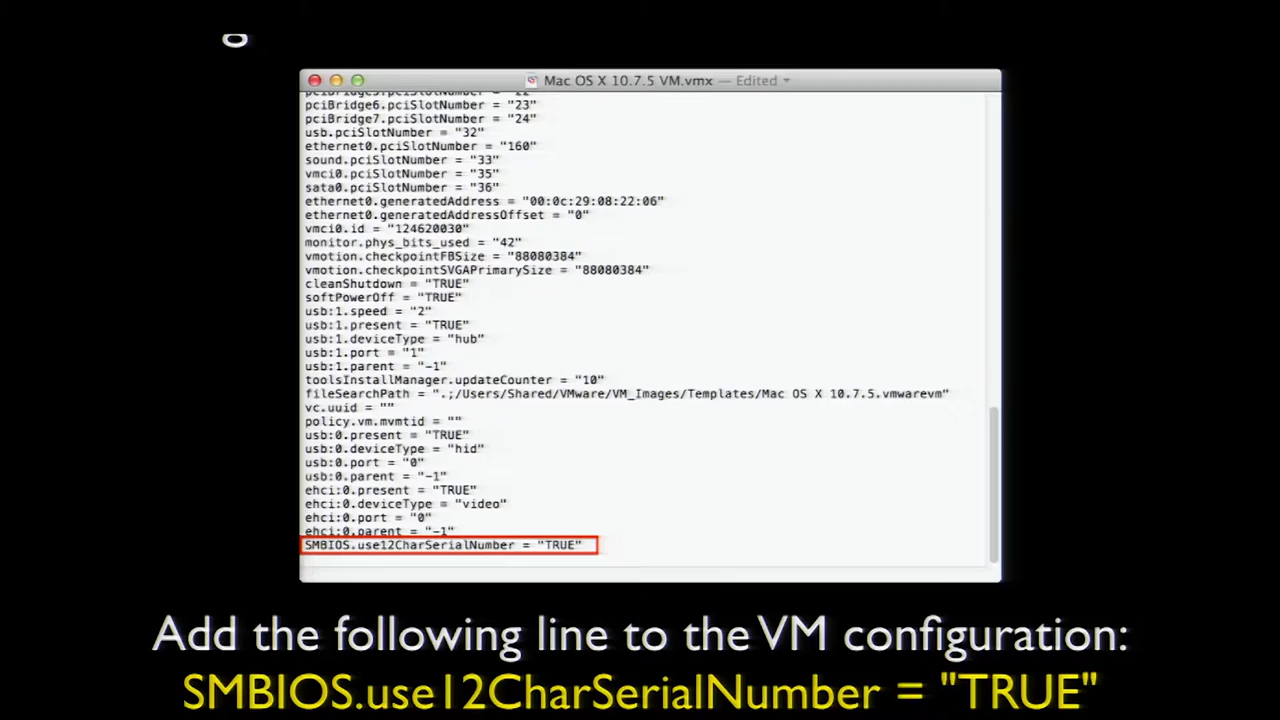 Mac OS X 10.7.5 VM.vmx — Edited
pciBridge6.pciSlotNumber = "23"
pciBridge7.pciSlotNumber = "24"
usb.pciSlotNumber = "32"
ethernet0.pciSlotNumber = "160"
sound.pciSlotNumber = "33"
vmci0.pciSlotNumber = "35"
sata0.pciSlotNumber = "36"
ethernet0.generatedAddress = "00:0c:29:08:22:06"
ethernet0.generatedAddressOffset = "0"
vmci0.id = "124620030"
monitor.phys_bits_used = "42"
vmotion.checkpointFBSize = "88080384"
vmotion.checkpointSVGAPrimarySize = "88080384"
cleanShutdown = "TRUE"
softPowerOff = "TRUE"
usb:1.speed = "2"
usb:1.present = "TRUE"
usb:1.deviceType = "hub"
usb:1.port = "1"
usb:1.parent = "-1"
toolsInstallManager.updateCounter = "10"
fileSearchPath = ".;/Users/Shared/VMware/VM_Images/Templates/Mac OS X 10.7.5.vmwarevm"
vc.uuid = ""
policy.vm.mvmtid = ""
usb:0.present = "TRUE"
usb:0.deviceType = "hid"
usb:0.port = "0"
usb:0.parent = "-1"
ehci:0.present = "TRUE"
ehci:0.deviceType = "video"
ehci:0.port = "0"
ehci:0.parent = "-1"
SMBIOS.use12CharSerialNumber = "TRUE"
Add the following line to the VM configuration:
SMBIOS.use12CharSerialNumber = "TRUE"